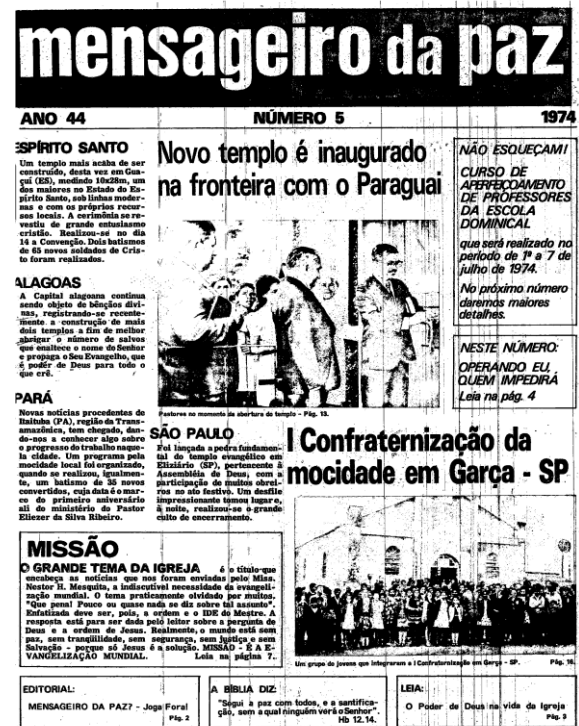 mensageiro da paz
ANO 44
NÚMERO 5
1974
ESPÍRITO SANTO
Um templo mais acaba de ser
construído, desta vez em Gua-
çuí (ES), medindo 10x28m, um
dos maiores no Estado do Es-
pírito Santo, sob linhas moder-
nas e com os próprios recur-
sos locais. A cerimônia se re-
vestiu de grande entusiasmo
cristão. Realizou-se no dia
14 a Convenção. Dois batismos
de 65 novos soldados de Cris-
to foram realizados.
ALAGOAS
A Capital alagoana continua
sendo objeto de bênçãos divi-
nas, registrando-se recente-
mente a construção de mais
dois templos a fim de melhor
abrigar o número de salvos
que enaltece o nome do Senhor
e propaga o Seu Evangelho, que
é poder de Deus para todo o
que crê.
PARÁ
Novas notícias procedentes de
Itaituba (PA), região da Trans-
amazônica, tem chegado, dan-
do-nos a conhecer algo sobre
o progresso do trabalho naque-
la cidade. Um programa pela
mocidade local foi organizado,
quando se realizou, igualmen-
te, um batismo de 35 novos
convertidos, cuja data é o mar-
co do primeiro aniversário
ali do ministério do Pastor
Eliezer da Silva Ribeiro.
Novo templo é inaugurado
na fronteira com o Paraguai
Pastores no momento da abertura do templo - Pág. 13.
NÃO ESQUEÇAM!
CURSO DE
APERFEIÇOAMENTO
DE PROFESSORES
DA ESCOLA
DOMINICAL
que será realizado no
período de 1º a 7 de
julho de 1974.
No próximo número
daremos maiores
detalhes.
NESTE NÚMERO:
OPERANDO EU,
QUEM IMPEDIRÁ
Leia na pág. 4
SÃO PAULO
Foi lançada a pedra fundamen-
tal do templo evangélico em
Eliziário (SP), pertencente à
Assembléia de Deus, com a
participação de muitos obrei-
ros no ato festivo. Um desfile
impressionante tomou lugar e,
à noite, realizou-se o grande
culto de encerramento.
I Confraternização da
mocidade em Garça - SP
Um grupo de jovens que integraram a I Confraternização em Garça - SP.
Pág. 16.
MISSÃO
O GRANDE TEMA DA IGREJA é o título que
encabeça as notícias que nos foram enviadas pelo Miss.
Nestor H. Mesquita, a indiscutível necessidade da evangeli-
zação mundial. O tema praticamente olvidado por muitos.
"Que pena! Pouco ou quase nada se diz sobre tal assunto".
Enfatizada deve ser, pois, a ordem e o IDE do Mestre. A
resposta está para ser dada pelo leitor sobre a pergunta de
Deus e a ordem de Jesus. Realmente, o mundo está sem
paz, sem tranqüilidade, sem segurança, sem justiça e sem
Salvação - porque só Jesus é a solução. MISSÃO - É A E-
VANGELIZAÇÃO MUNDIAL. Leia na página 7.
EDITORIAL:
MENSAGEIRO DA PAZ? - Joga Fora!
Pág. 2
A BÍBLIA DIZ:
"Segui a paz com todos, e a santifica-
ção, sem a qual ninguém verá o Senhor".
Hb 12.14.
LEIA:
O Poder de Deus na vida da Igreja